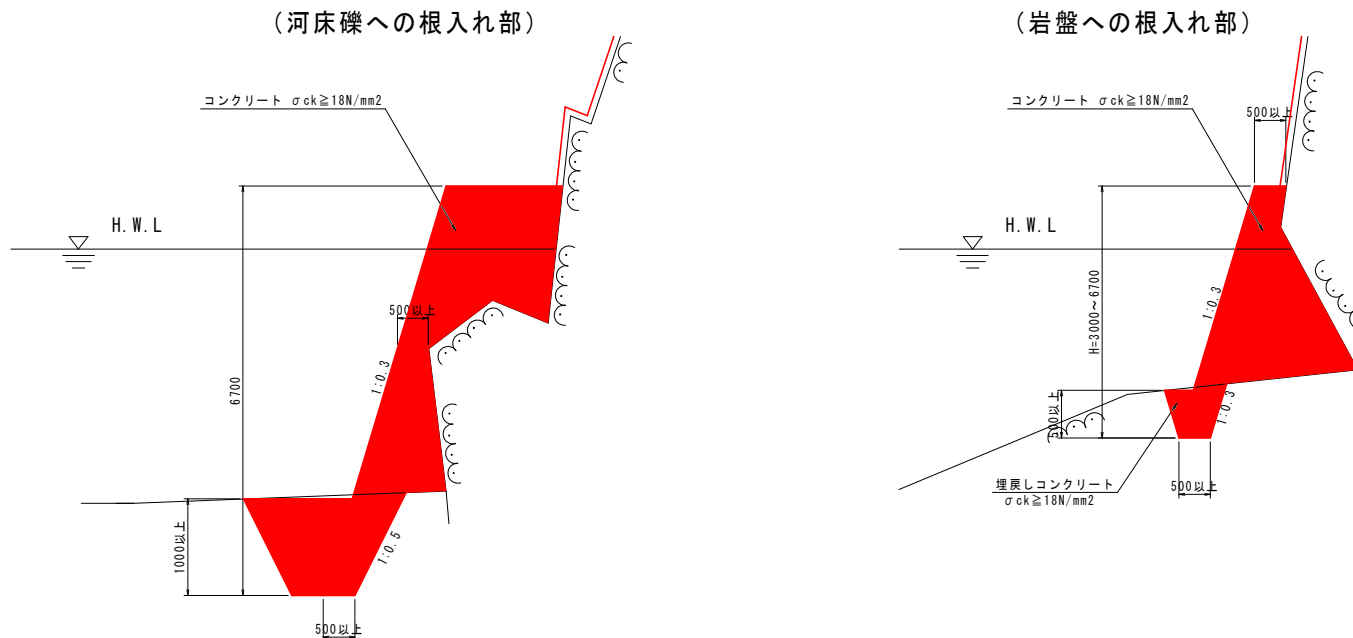 (河床礫への根入れ部)
コンクリート σck≧18N/mm2
H.W.L
500以上
1:0.3
6700
1000以上
1:0.5
500以上
(岩盤への根入れ部)
コンクリート σck≧18N/mm2
500以上
H.W.L
1:0.3
H=3000~6700
500以上
1:0.3
埋戻しコンクリート
σck≧18N/mm2
500以上